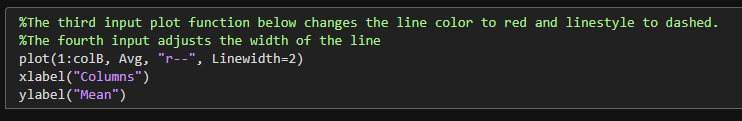 %The third input plot function below changes the line color to red and linestyle to dashed.
%The fourth input adjusts the width of the line
plot(1:colB, Avg, "r--", Linewidth=2)
xlabel("Columns")
ylabel("Mean")